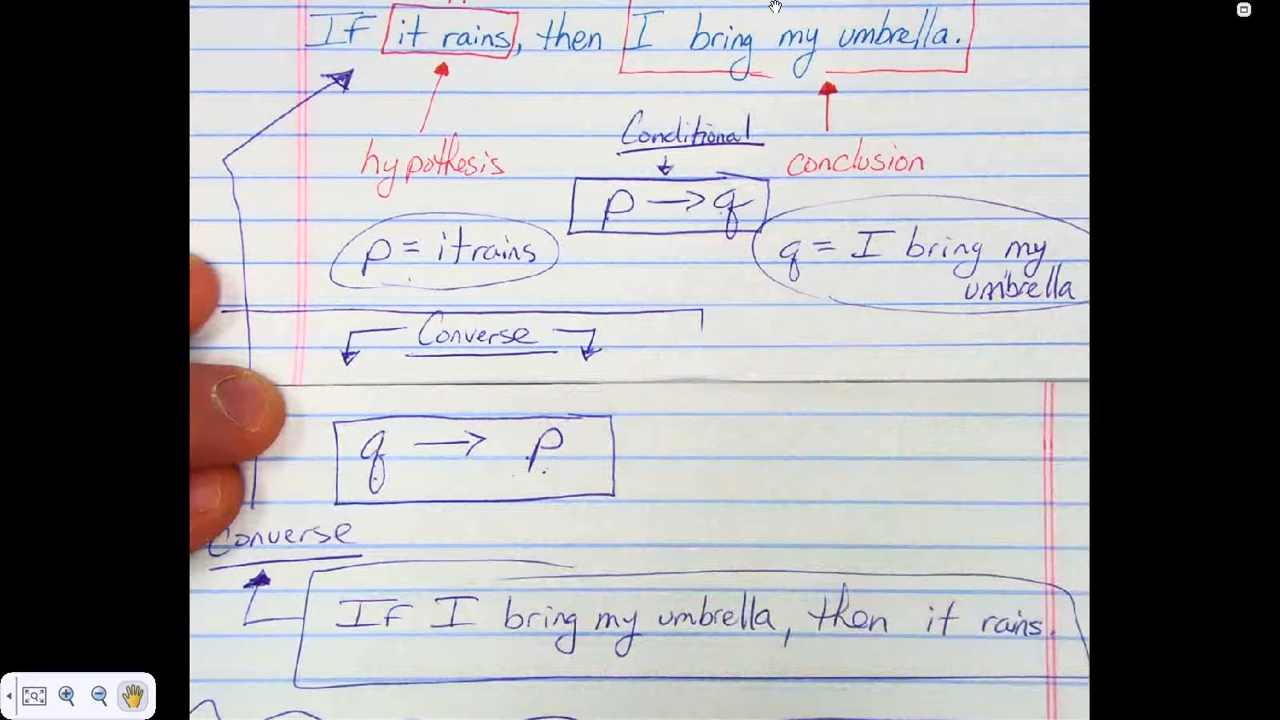 If it rains, then I bring my umbrella.
Conditional
hypothesis
conclusion
p → q
p = it rains
q = I bring my
umbrella
Converse
q → p
Converse
If I bring my umbrella, then it rains.